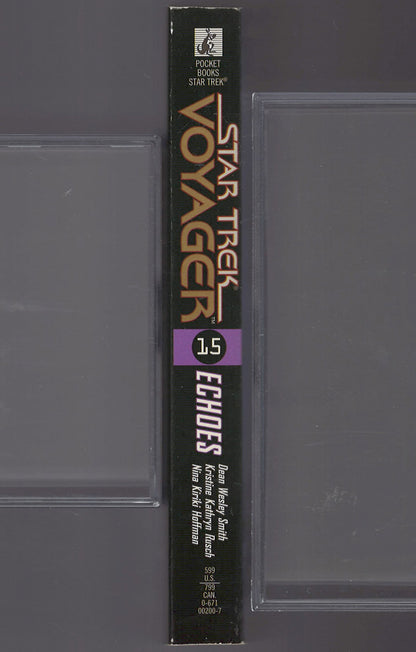 POCKET
BOOKS
STAR TREK®
STAR TREK®
VOYAGER™
15
ECHOES
Dean Wesley Smith
Kristine Kathryn Rusch
Nina Kiriki Hoffman
599
U.S.
799
CAN.
0-671
00200-7